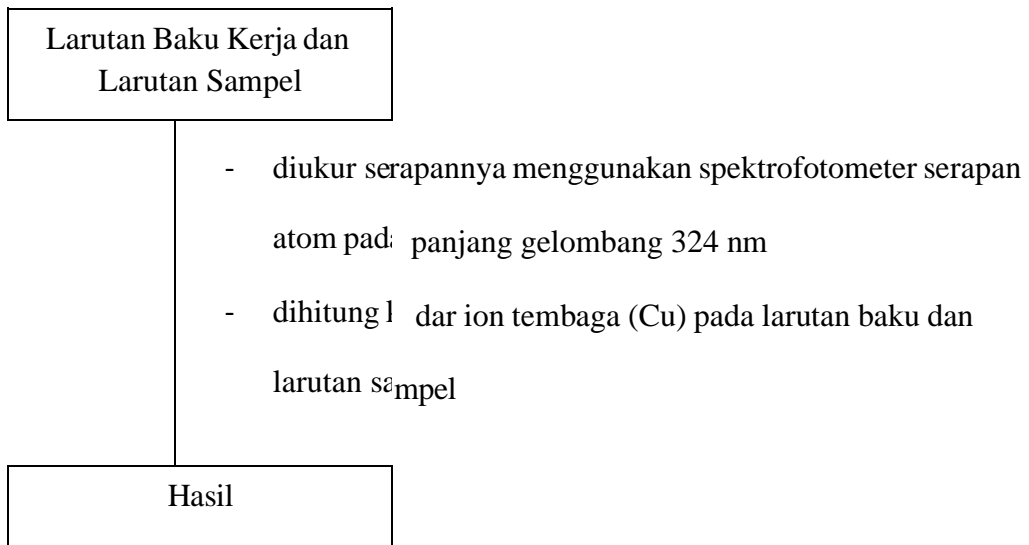 Larutan Baku Kerja dan
Larutan Sampel
- diukur serapannya menggunakan spektrofotometer serapan
atom pada panjang gelombang 324 nm
- dihitung k dar ion tembaga (Cu) pada larutan baku dan
larutan sampel
Hasil